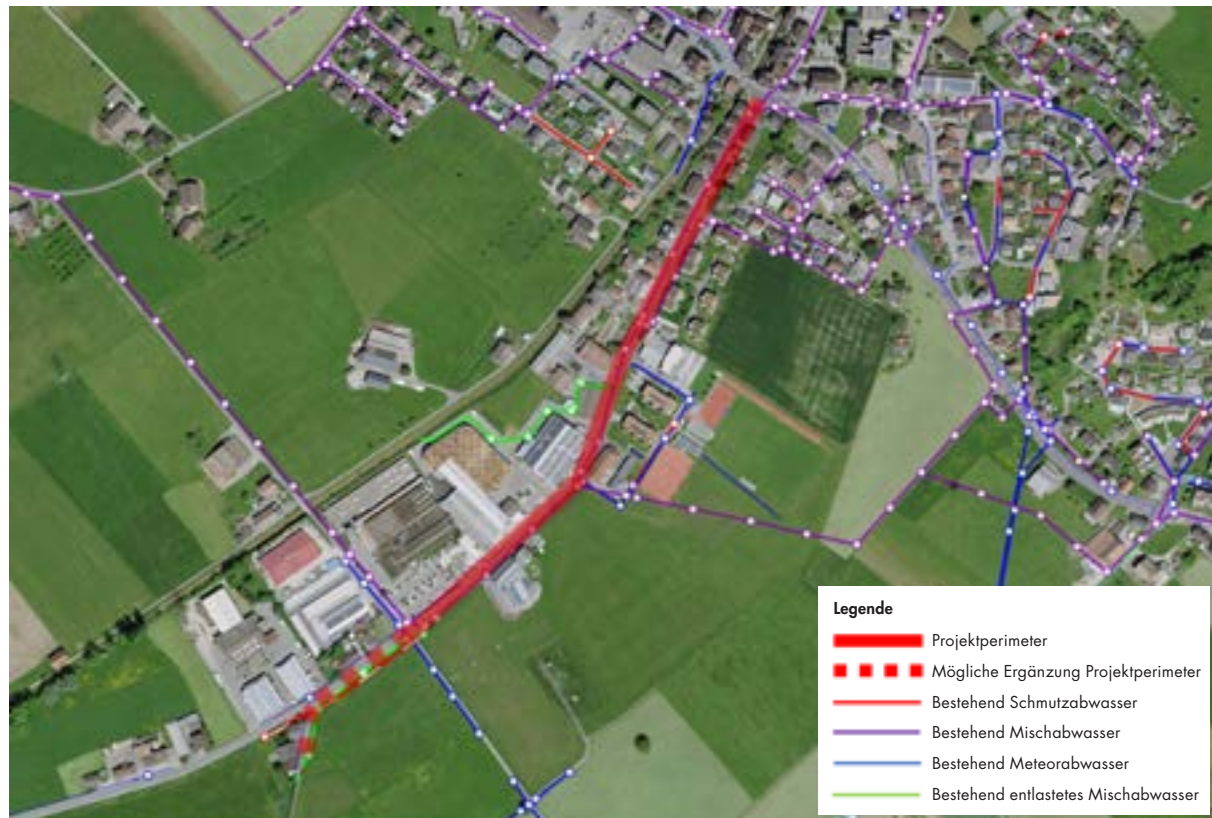 Legende
Projektperimeter
Mögliche Ergänzung Projektperimeter
Bestehend Schmutzabwasser
Bestehend Mischabwasser
Bestehend Meteorabwasser
Bestehend entlastetes Mischabwasser